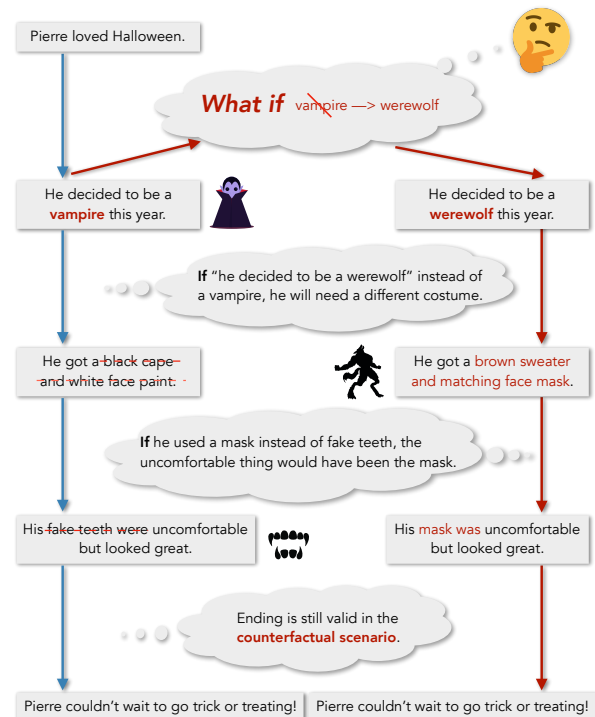 Pierre loved Halloween.
What if vampire —> werewolf
He decided to be a
vampire this year.
He decided to be a
werewolf this year.
If “he decided to be a werewolf” instead of
a vampire, he will need a different costume.
He got a black cape
and white face paint.
He got a brown sweater
and matching face mask.
If he used a mask instead of fake teeth, the
uncomfortable thing would have been the mask.
His fake teeth were uncomfortable
but looked great.
His mask was uncomfortable
but looked great.
Ending is still valid in the
counterfactual scenario.
Pierre couldn’t wait to go trick or treating!
Pierre couldn’t wait to go trick or treating!